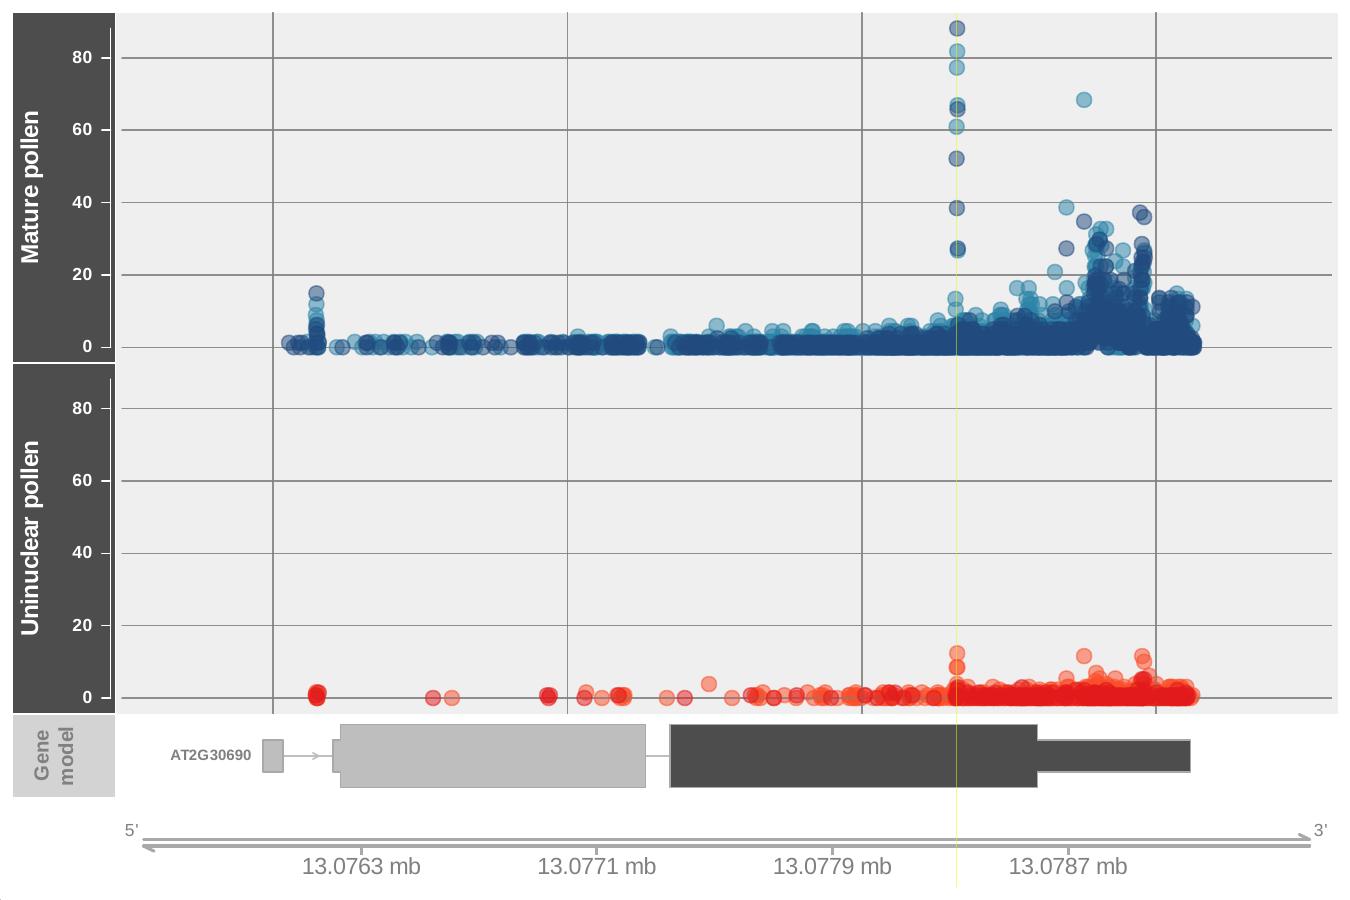 Mature pollen
80
60
40
20
0
Uninuclear pollen
80
60
40
20
0
Gene
model
AT2G30690
5'
3'
13.0763 mb
13.0771 mb
13.0779 mb
13.0787 mb